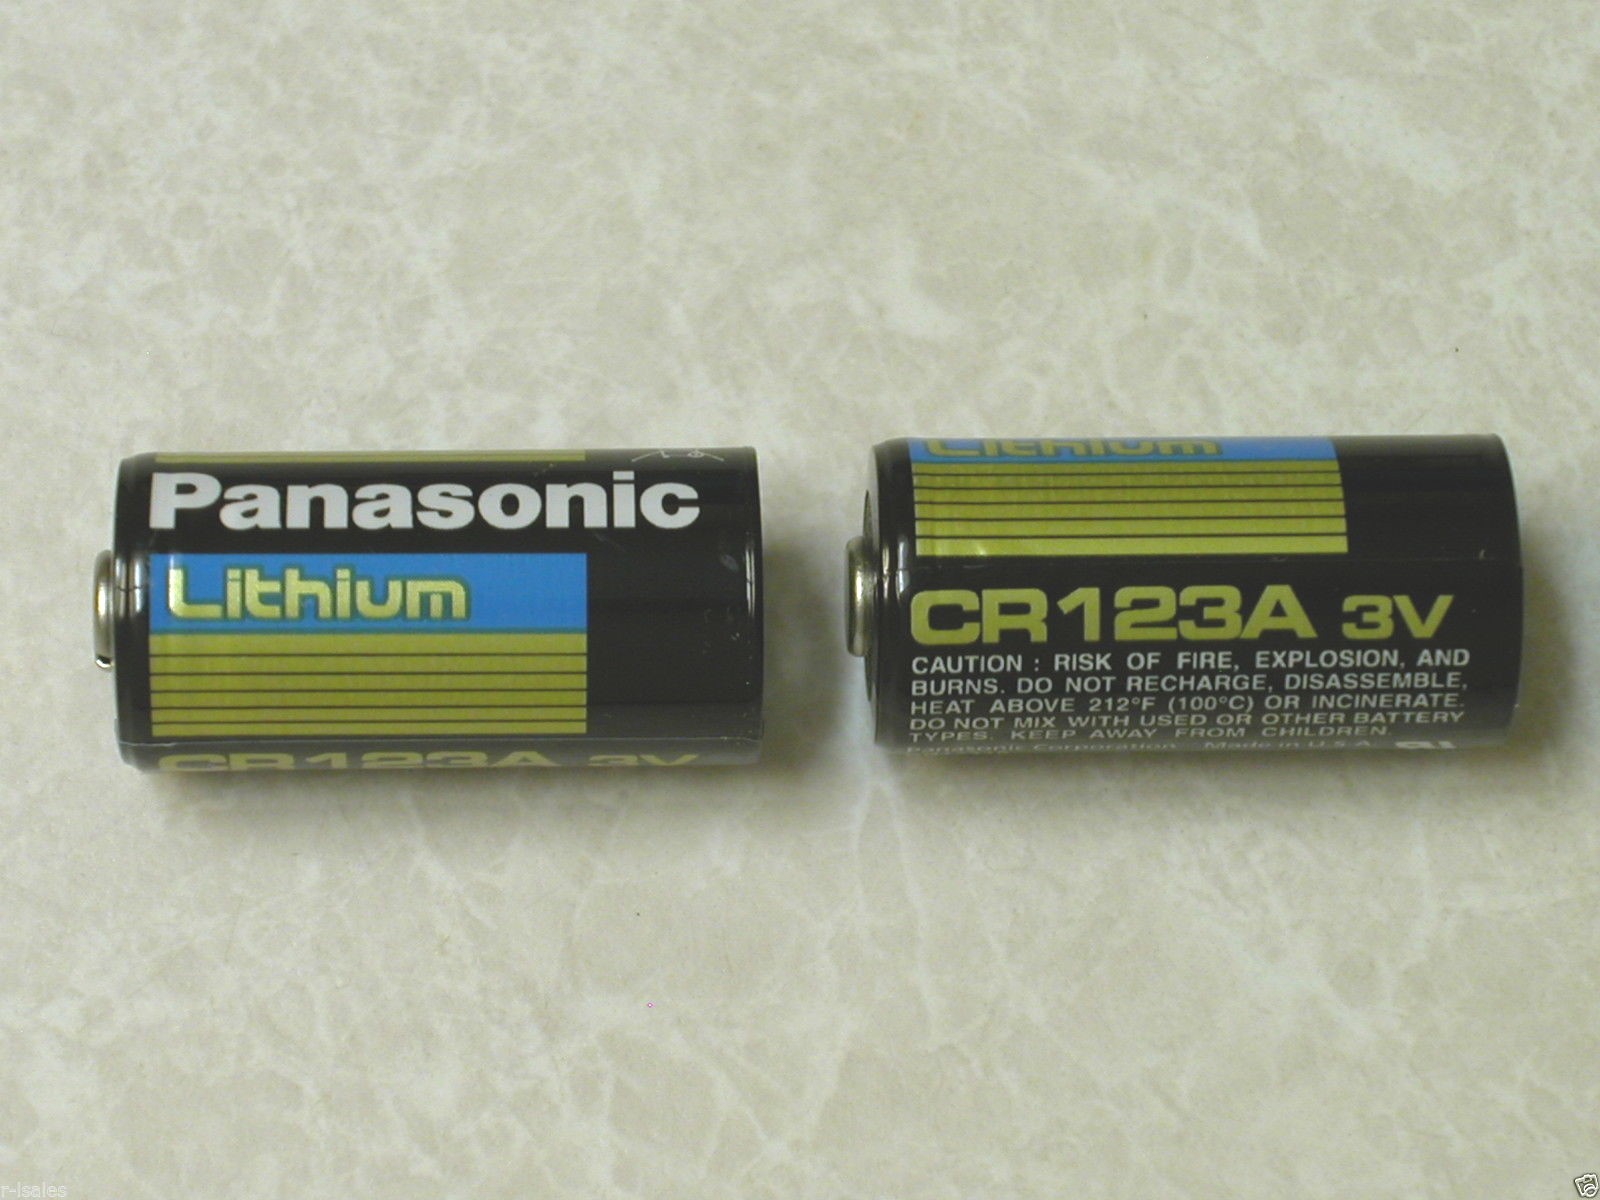 Panasonic
Lithium
CR123A 3V
Lithium
CR123A 3V
CAUTION : RISK OF FIRE, EXPLOSION, AND
BURNS. DO NOT RECHARGE, DISASSEMBLE,
HEAT ABOVE 212°F (100°C) OR INCINERATE.
DO NOT MIX WITH USED OR OTHER BATTERY
TYPES. KEEP AWAY FROM CHILDREN.
Panasonic Corporation Made in U.S.A.
r-lsales